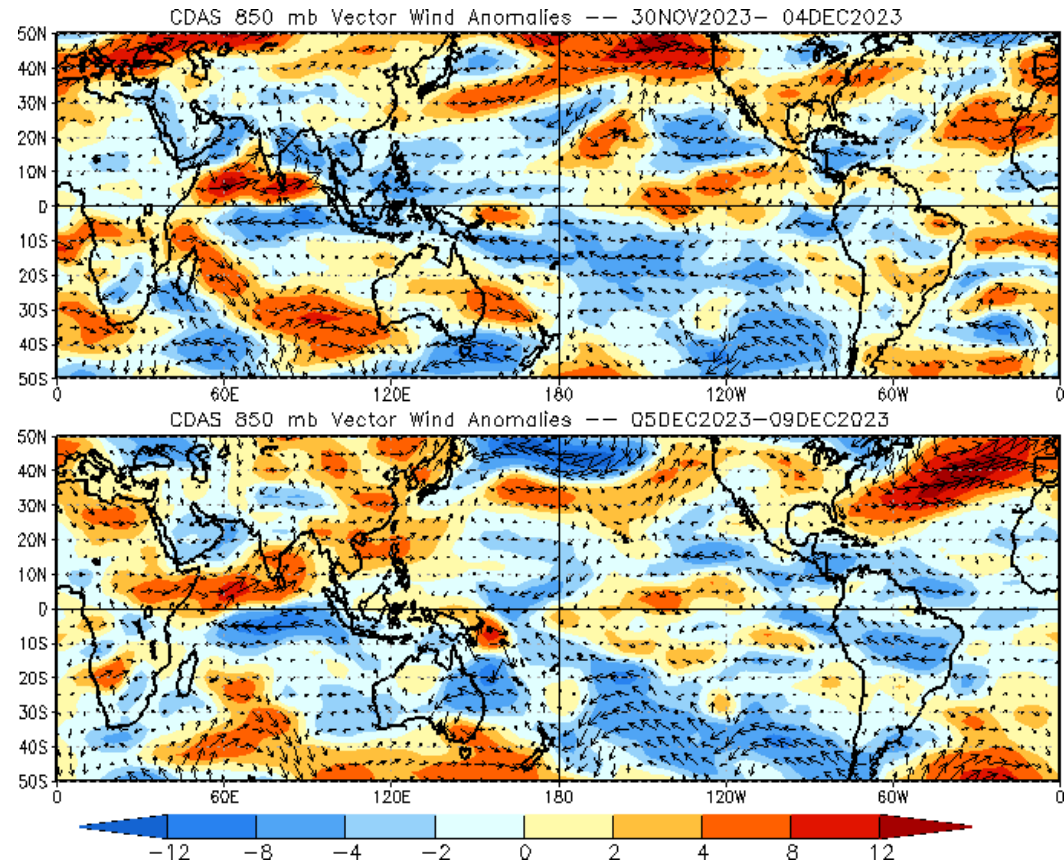 CDAS 850 mb Vector Wind Anomalies -- 30NOV2023- 04DEC2023
50N
40N
30N
20N
10N
0
10S
20S
30S
40S
50S
0 60E 120E 180 120W 60W 0
CDAS 850 mb Vector Wind Anomalies -- 05DEC2023-09DEC2023
50N
40N
30N
20N
10N
0
10S
20S
30S
40S
50S
0 60E 120E 180 120W 60W 0
-12 -8 -4 -2 0 2 4 8 12